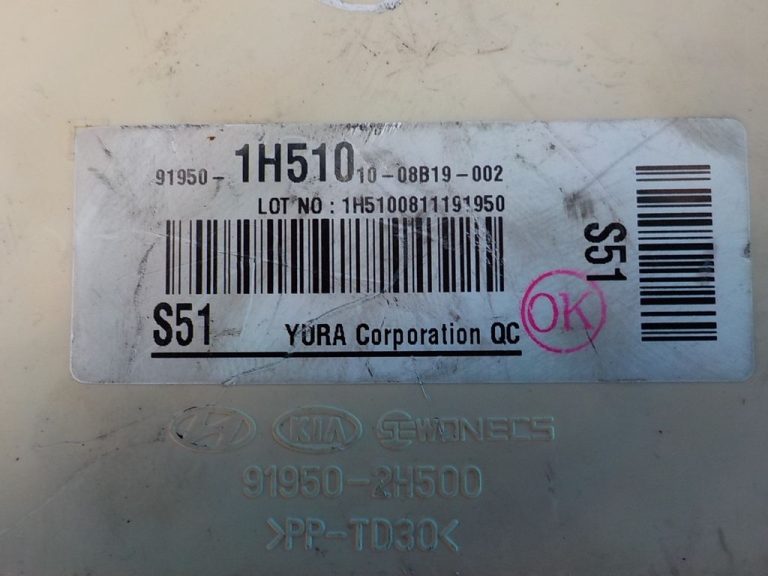 91950- 1H510 10-08B19-002
LOT NO : 1H5100811191950
S51 YURA Corporation QC
OK
S51
KIA SEWONECS
91950-2H500
>PP-TD30<